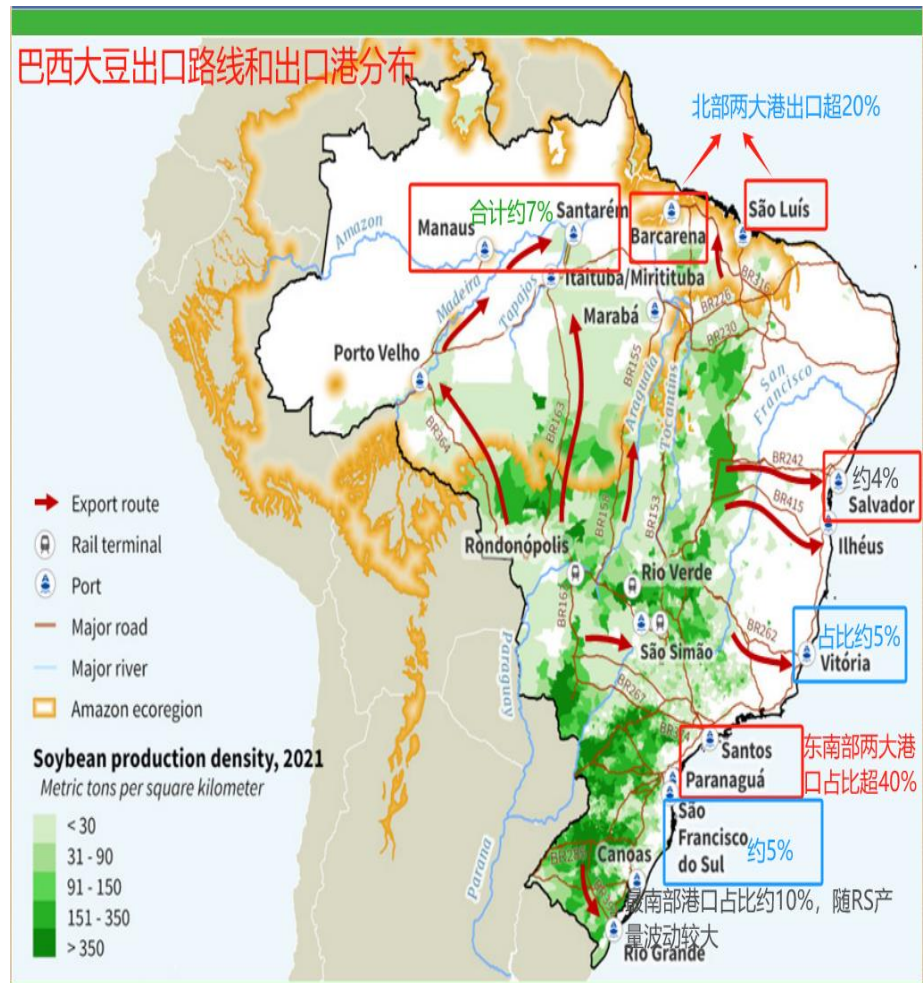 巴西大豆出口路线和出口港分布
北部两大港出口超20%
合计约7%
Santarém
Manaus
Barcarena
São Luís
Amazon
Madeira
Tapajos
Itaituba/Miritituba
BR316
Marabá
BR226
BR230
Porto Velho
BR155
Araguaia
Tocantins
San
Francisco
BR364
BR163
BR242
约4%
Salvador
BR415
Ilhéus
BR158
BR153
Rondonópolis
Rio Verde
BR163
São Simão
BR262
占比约5%
Vitória
Paraguay
BR267
Santos
Paranaguá
东南部两大港
口占比超40%
São
Francisco
do Sul
约5%
Canoas
Parana
BR285
最南部港口占比约10%，随RS产
量波动较大
Rio Grande
Export route
Rail terminal
Port
Major road
Major river
Amazon ecoregion
Soybean production density, 2021
Metric tons per square kilometer
< 30
31 - 90
91 - 150
151 - 350
> 350